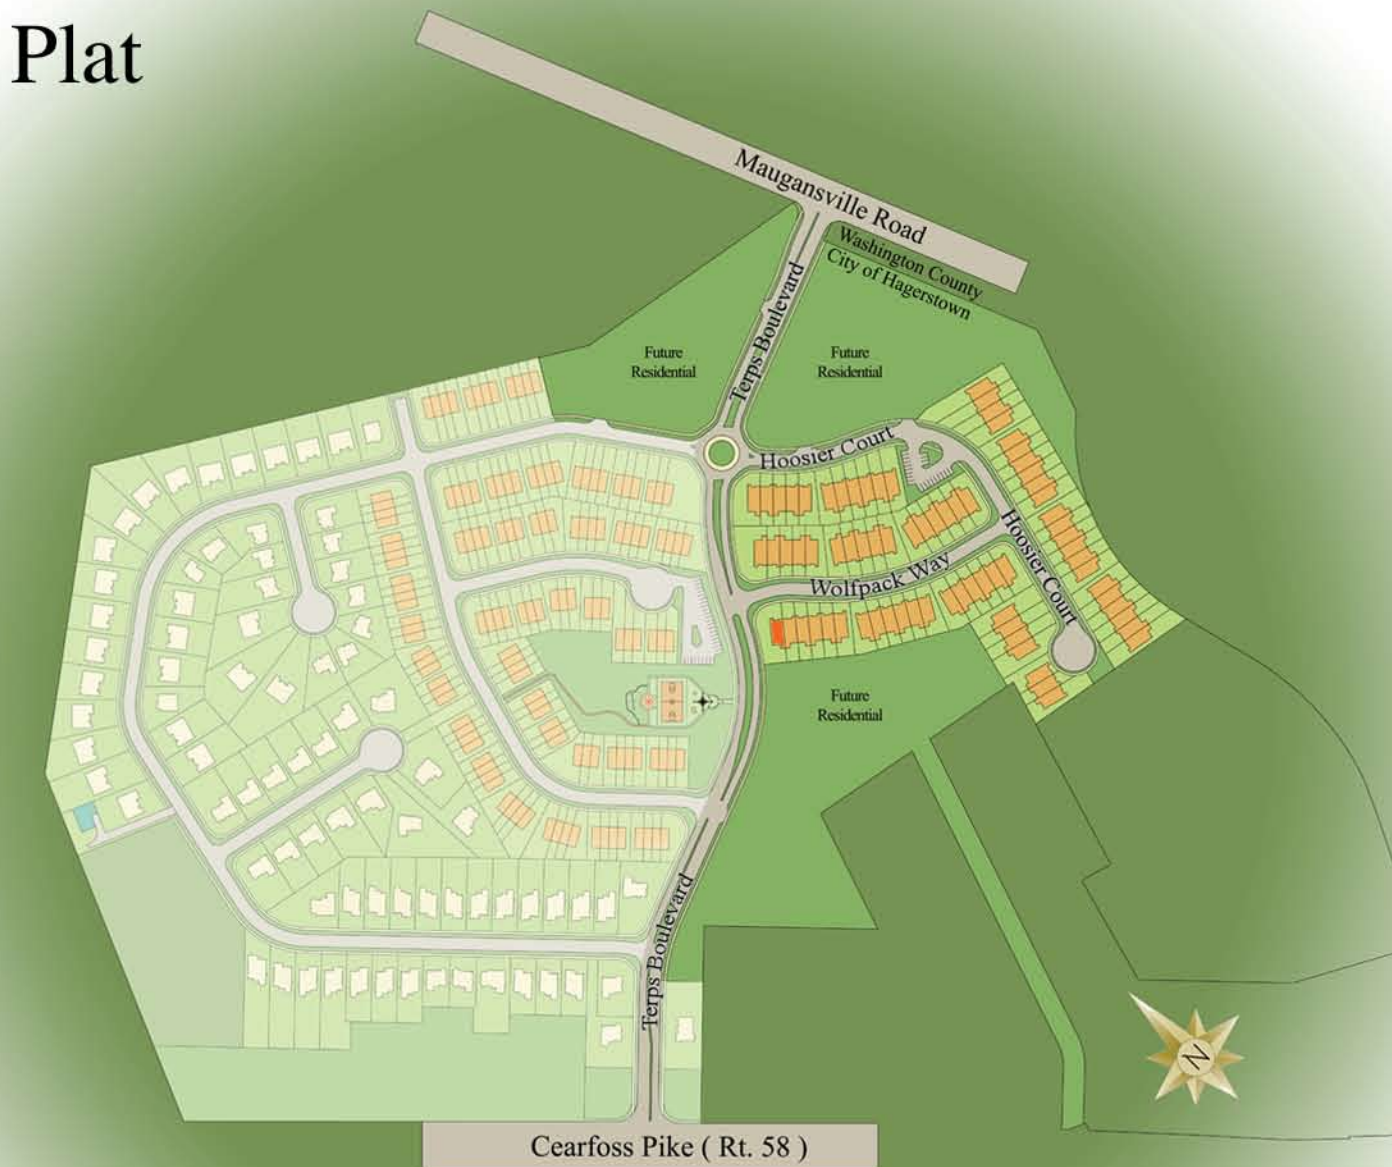 Plat
Maugansville Road
Washington County
City of Hagerstown
Terps Boulevard
Future
Residential
Future
Residential
Hoosier Court
Hoosier Court
Wolfpack Way
Future
Residential
Terps Boulevard
N
Cearfoss Pike ( Rt. 58 )